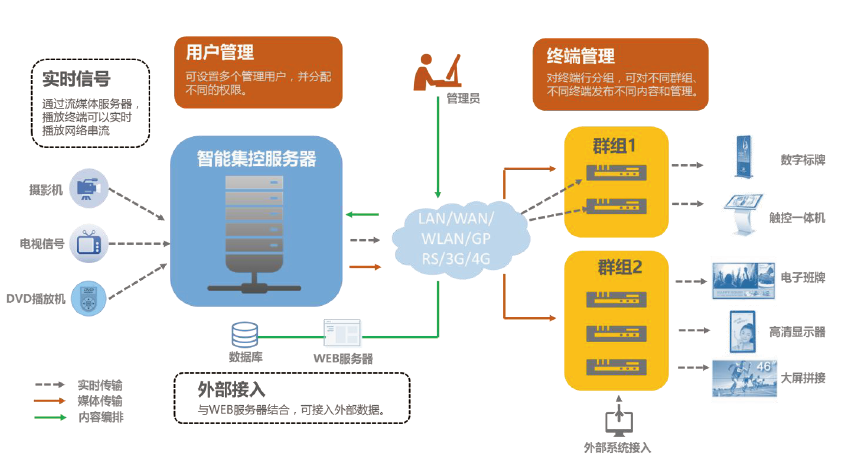 实时信号
通过流媒体服务器，
播放终端可以实时
播放网络串流
用户管理
可设置多个管理用户，并分配
不同的权限。
管理员
终端管理
对终端行分组，可对不同群组、
不同终端发布不同内容和管理。
摄影机
电视信号
DVD播放机
智能集控服务器
LAN/WAN/
WLAN/GP
RS/3G/4G
群组1
群组2
数字标牌
触控一体机
电子班牌
高清显示器
46
大屏拼接
数据库
WEB服务器
外部接入
与WEB服务器结合，可接入外部数据。
实时传输
媒体传输
内容编排
外部系统接入